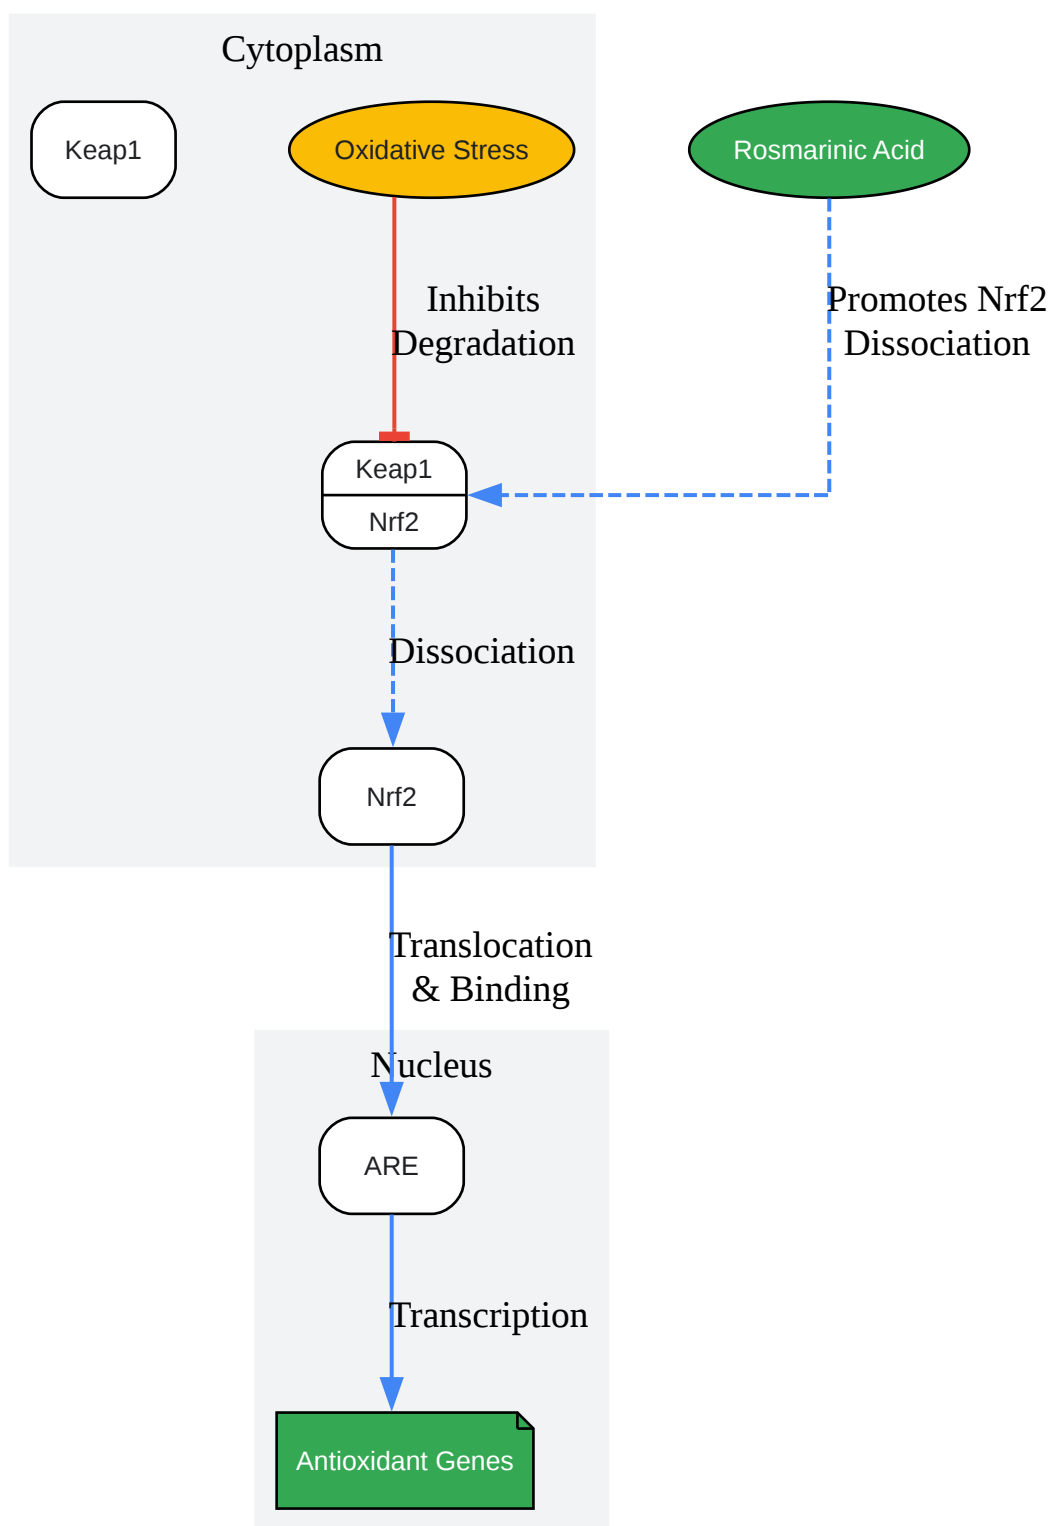 Cytoplasm
Keap1
Oxidative Stress
Rosmarinic Acid
Inhibits
Degradation
Promotes Nrf2
Dissociation
Keap1
Nrf2
Dissociation
Nrf2
Translocation
& Binding
Nucleus
ARE
Transcription
Antioxidant Genes